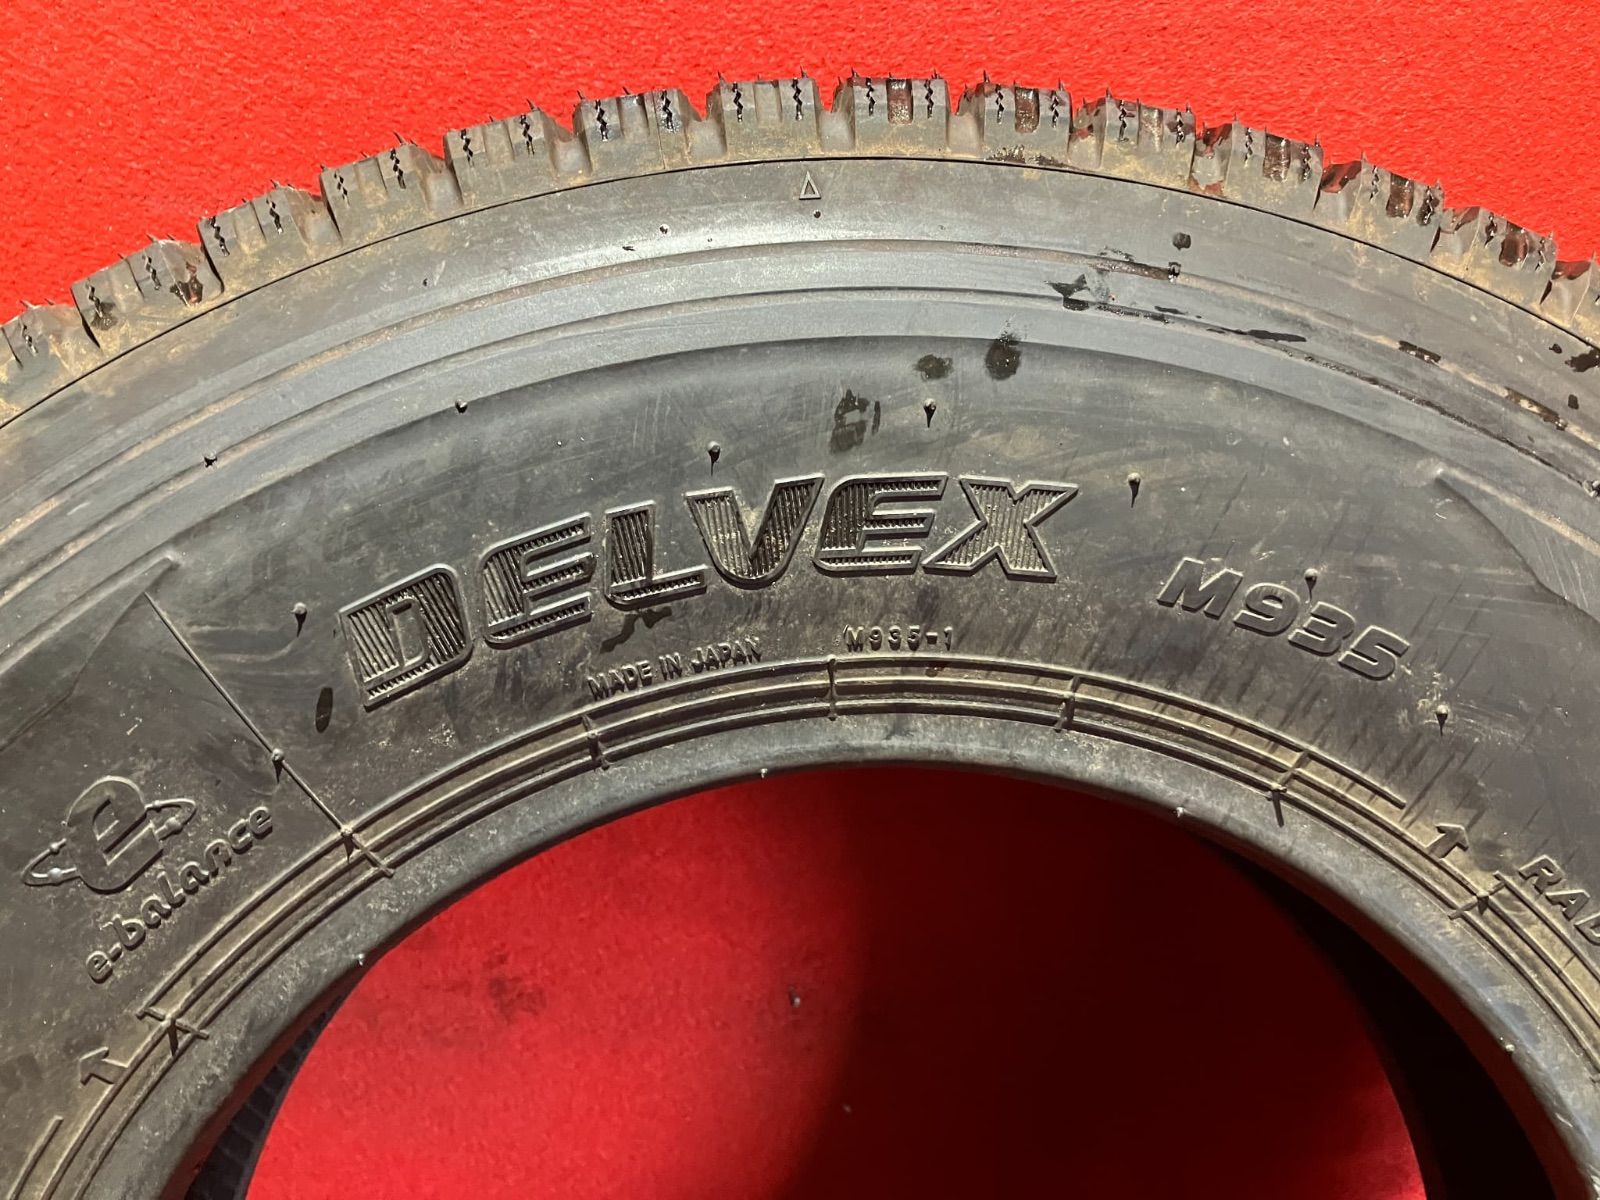 DELVEX
M935
MADE IN JAPAN
M935-1
e
e-balance